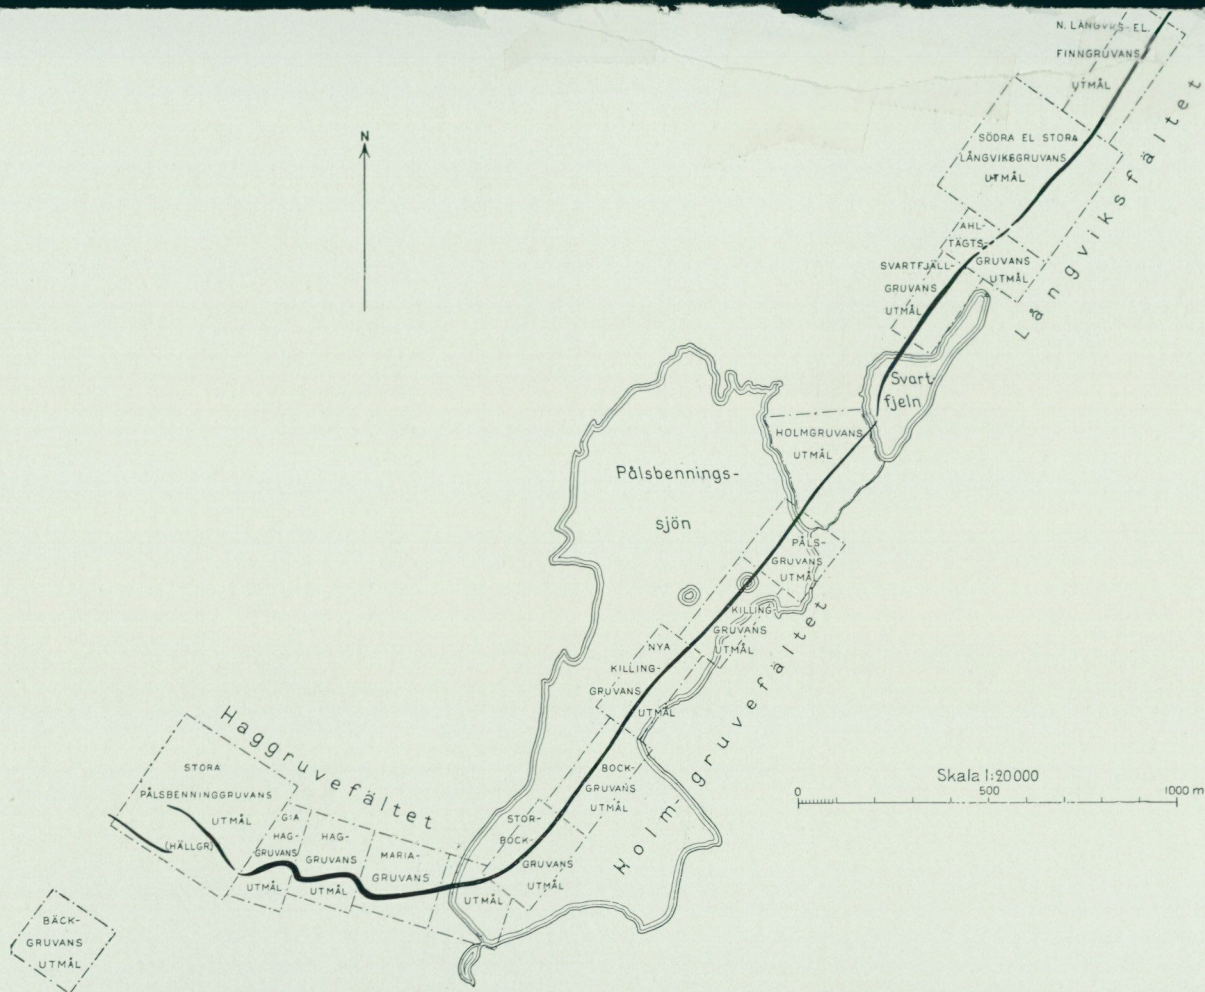 N. LÅNGVIKS- EL.
FINNGRUVANS
UTMÅL
SÖDRA EL STORA
LÅNGVIKSGRUVANS
UTMÅL
Långviksfältet
AHL-
TÄGTS-
GRUVANS
UTMÅL
SVARTFJÄLL-
GRUVANS
UTMÅL
N
Svart-
fjeln
HOLMGRUVANS
UTMÅL
Pålsbennings-
sjön
PÅLS-
GRUVANS
UTMÅL
KILLING-
GRUVANS
UTMÅL
NYA
KILLING-
GRUVANS
UTMÅL
Holm-gruvefältet
BOCK-
GRUVANS
UTMÅL
STOR-
BOCK-
GRUVANS
UTMÅL
Skala 1:20000
0 500 1000 m
Haggruvefältet
STORA
PÅLSBENNINGGRUVANS
UTMÅL
(HÄLLGR)
G:A
HAG-
GRUVANS
UTMÅL
HAG-
GRUVANS
UTMÅL
MARIA-
GRUVANS
UTMÅL
BÄCK-
GRUVANS
UTMÅL